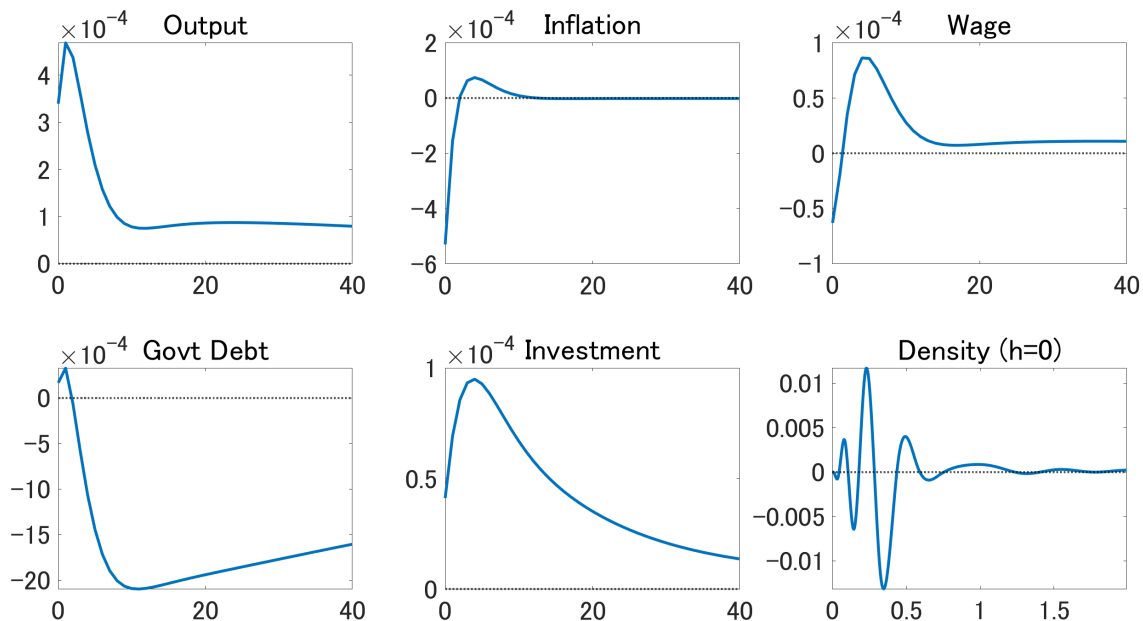 ×10⁻⁴ Output
4
3
2
1
0
0 20 40
×10⁻⁴ Inflation
2
0
−2
−4
−6
0 20 40
×10⁻⁴ Wage
1
0.5
0
−0.5
−1
0 20 40
×10⁻⁴ Govt Debt
0
−5
−10
−15
−20
0 20 40
×10⁻⁴ Investment
1
0.5
0
0 20 40
Density (h=0)
0.01
0.005
0
−0.005
−0.01
0 0.5 1 1.5